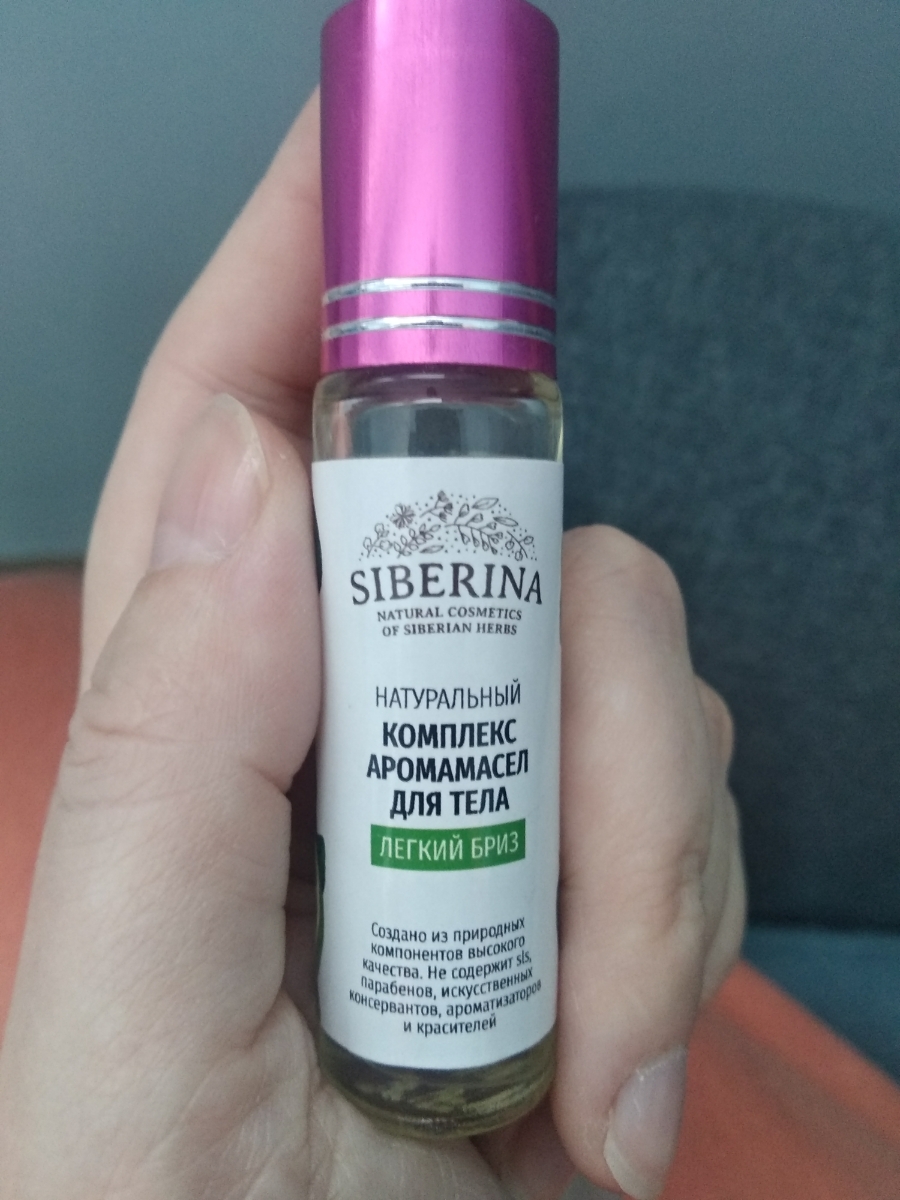 SIBERINA
NATURAL COSMETICS
OF SIBERIAN HERBS
НАТУРАЛЬНЫЙ
КОМПЛЕКС
АРОМАМАСЕЛ
ДЛЯ ТЕЛА
ЛЕГКИЙ БРИЗ
Создано из природных
компонентов высокого
качества. Не содержит sls,
парабенов, искусственных
консервантов, ароматизаторов
и красителей